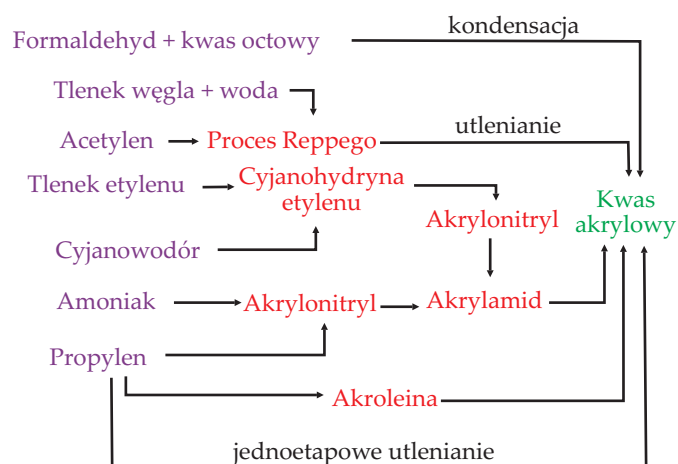 kondensacja
Formaldehyd + kwas octowy
Tlenek węgla + woda
Acetylen
Proces Reppego
utlenianie
Tlenek etylenu
Cyjanohydryna
etylenu
Kwas
akrylowy
Akrylonitryl
Cyjanowodór
Amoniak
Akrylonitryl
Akrylamid
Propylen
Akroleina
jednoetapowe utlenianie